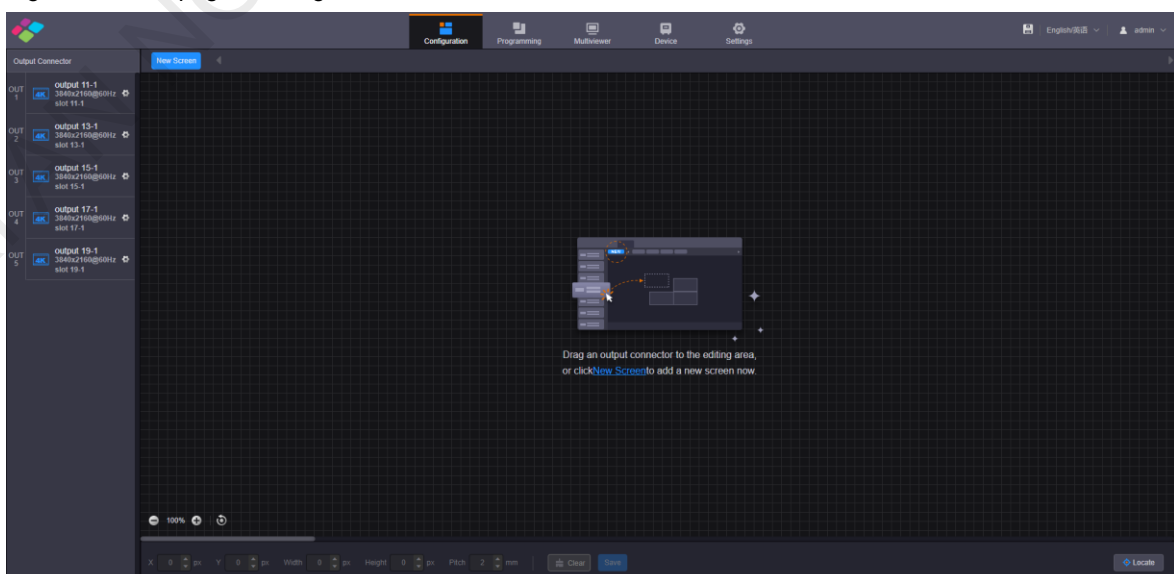 Configuration
Programming
Multiviewer
Device
Settings
English/英语
admin
Output Connector
New Screen
OUT 1
4K
output 11-1
3840x2160@60Hz
slot 11-1
OUT 2
4K
output 13-1
3840x2160@60Hz
slot 13-1
OUT 3
4K
output 15-1
3840x2160@60Hz
slot 15-1
OUT 4
4K
output 17-1
3840x2160@60Hz
slot 17-1
OUT 5
4K
output 19-1
3840x2160@60Hz
slot 19-1
Drag an output connector to the editing area,
or clickNew Screento add a new screen now.
100%
X 0 px Y 0 px Width 0 px Height 0 px Pitch 2 mm Clear Save Locate